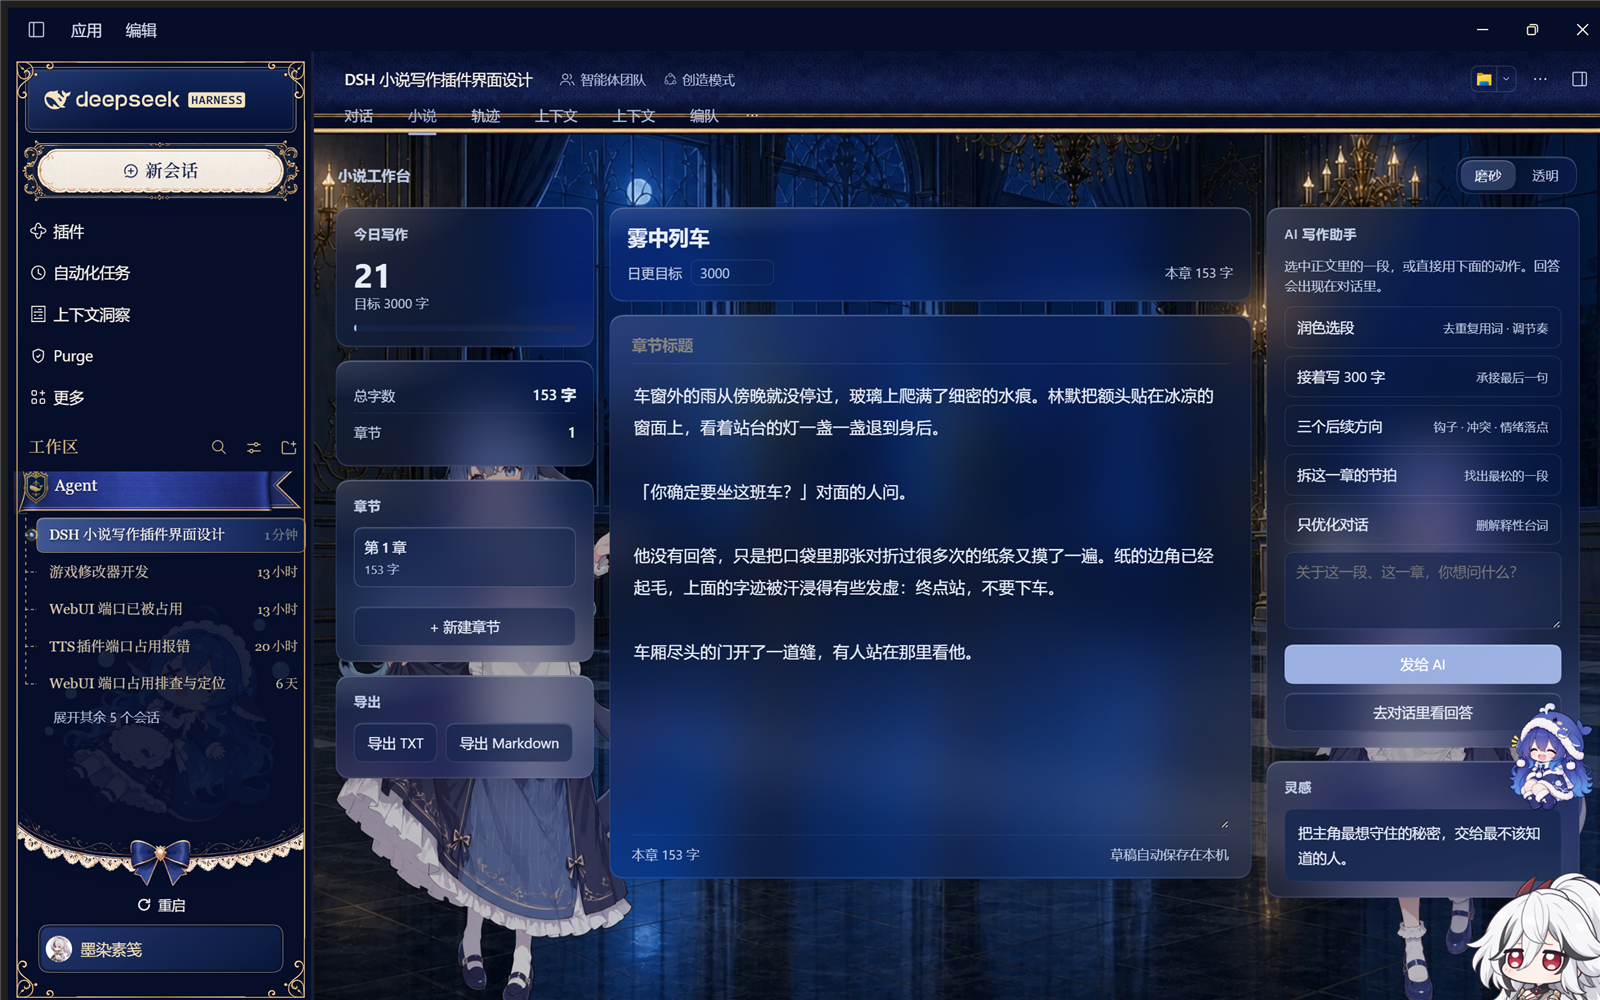 应用 编辑
deepseek HARNESS
新会话
插件
自动化任务
上下文洞察
Purge
更多
工作区
Agent
DSH 小说写作插件界面设计 1 分钟
游戏修改器开发 13 小时
WebUI 端口已被占用 13 小时
TTS插件端口占用报错 20 小时
WebUI 端口占用排查与定位 6 天
展开其余 5 个会话
重启
墨染素笺
DSH 小说写作插件界面设计 智能体团队 创造模式
对话 小说 轨迹 上下文 上下文 编队 ...
小说工作台
磨砂 透明
今日写作
21
目标 3000 字
总字数 153 字
章节 1
章节
第 1 章
153 字
+ 新建章节
导出
导出 TXT 导出 Markdown
雾中列车
日更目标 3000 本章 153 字
章节标题
车窗外的雨从傍晚就没停过，玻璃上爬满了细密的水痕。林默把额头贴在冰凉的
窗面上，看着站台的灯一盏一盏退到身后。
「你确定要坐这班车？」对面的人问。
他没有回答，只是把口袋里那张对折过很多次的纸条又摸了一遍。纸的边角已经
起毛，上面的字迹被汗浸得有些发虚：终点站，不要下车。
车厢尽头的门开了一道缝，有人站在那里看他。
本章 153 字 草稿自动保存在本机
AI 写作助手
选中正文里的一段，或直接用下面的动作。回答
会出现在对话里。
润色选段 去重复用词 · 调节奏
接着写 300 字 承接最后一句
三个后续方向 钩子 · 冲突 · 情绪落点
拆这一章的节拍 找出最松的一段
只优化对话 删解释性台词
关于这一段、这一章，你想问什么？
发给 AI
去对话里看回答
灵感
把主角最想守住的秘密，交给最不该知
道的人。